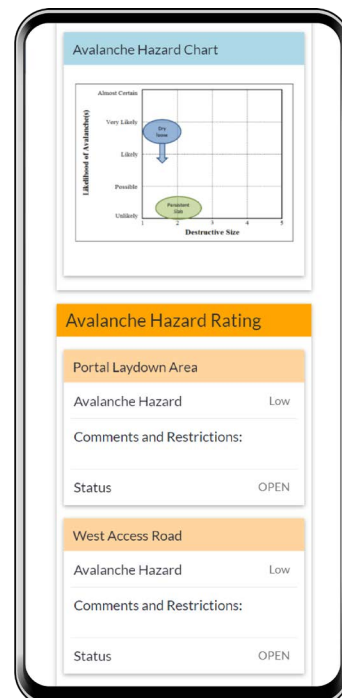 Avalanche Hazard Chart
Likelihood of Avalanche(s)
Almost Certain
Very Likely
Likely
Possible
Unlikely
Dry
loose
Persistent
slab
1 2 3 4 5
Destructive Size
Avalanche Hazard Rating
Portal Laydown Area
Avalanche Hazard Low
Comments and Restrictions:
Status OPEN
West Access Road
Avalanche Hazard Low
Comments and Restrictions:
Status OPEN